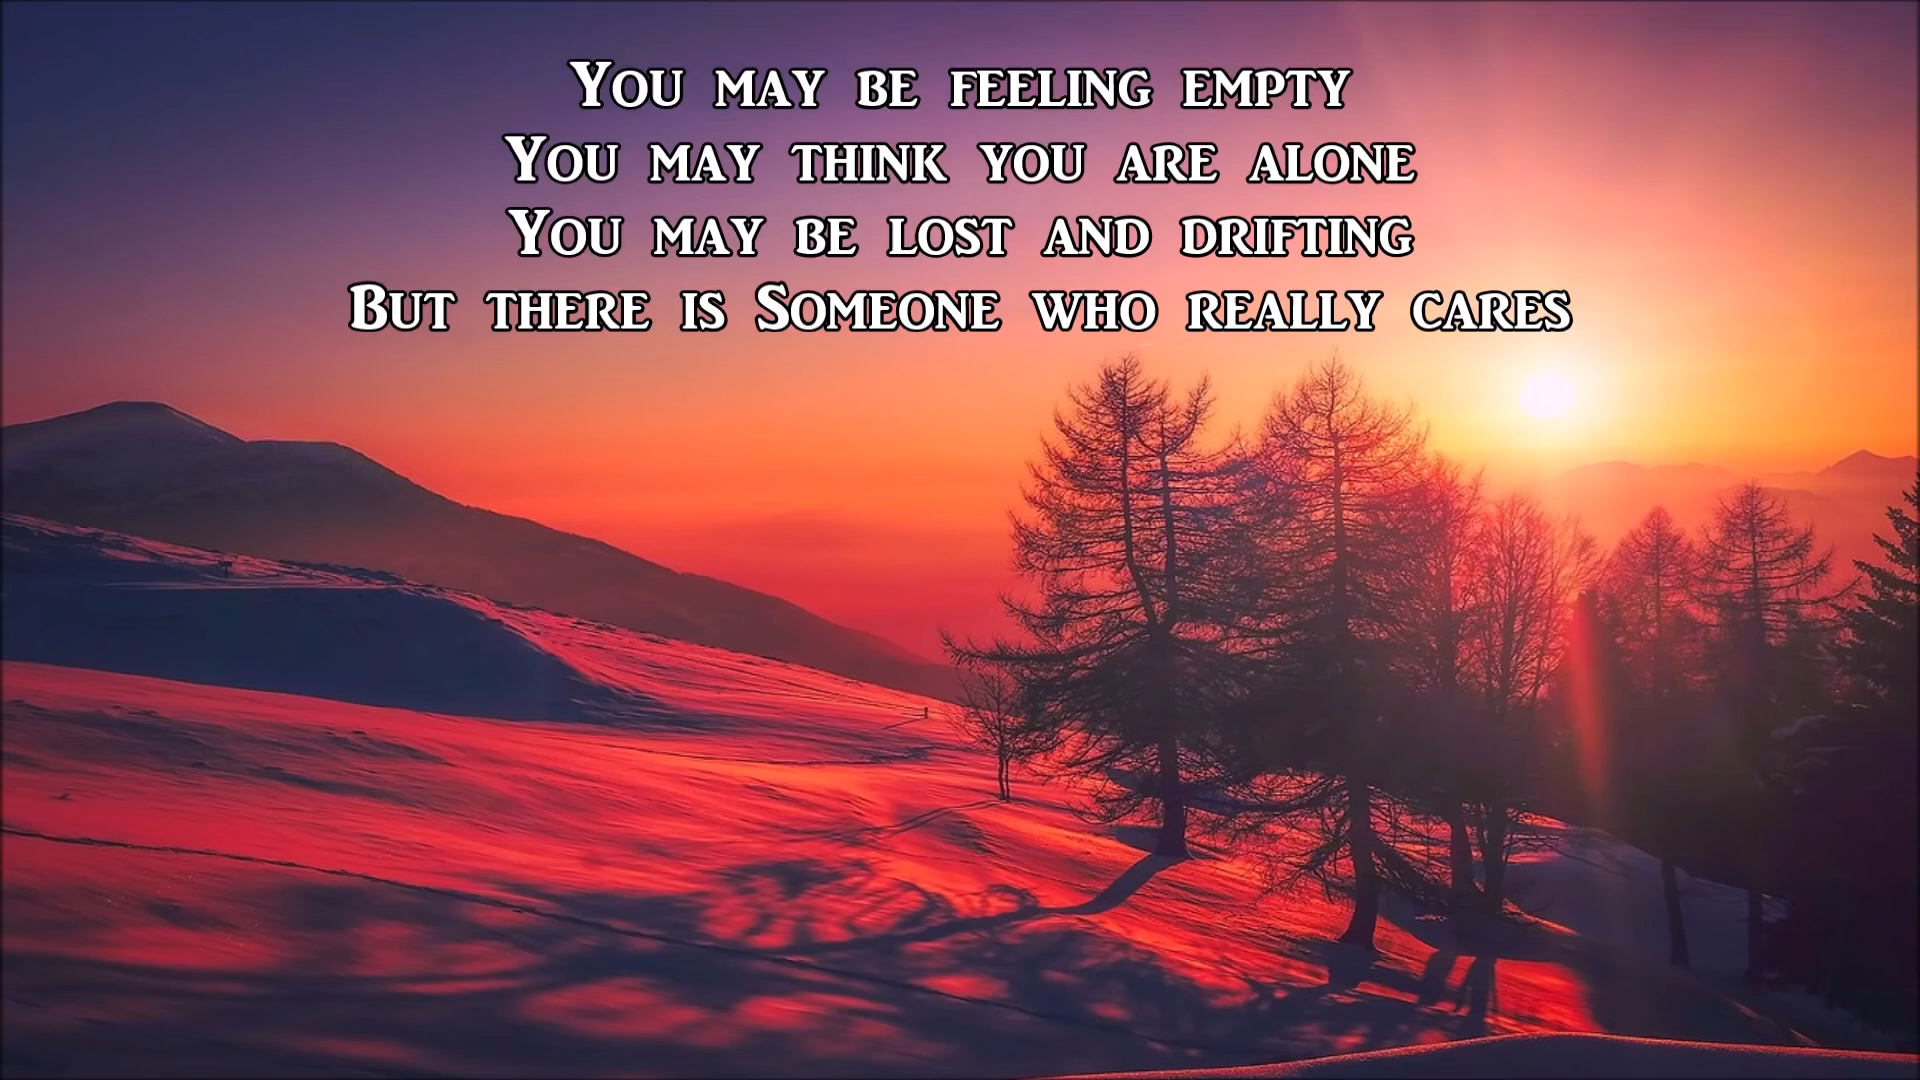 You may be feeling empty
You may think you are alone
You may be lost and drifting
But there is Someone who really cares